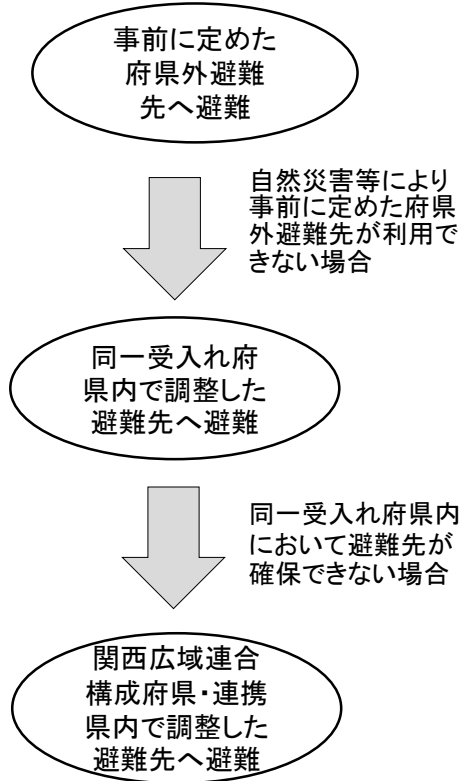 事前に定めた
府県外避難
先へ避難
自然災害等により
事前に定めた府県
外避難先が利用で
きない場合
同一受入れ府
県内で調整した
避難先へ避難
同一受入れ府県内
において避難先が
確保できない場合
関西広域連合
構成府県・連携
県内で調整した
避難先へ避難